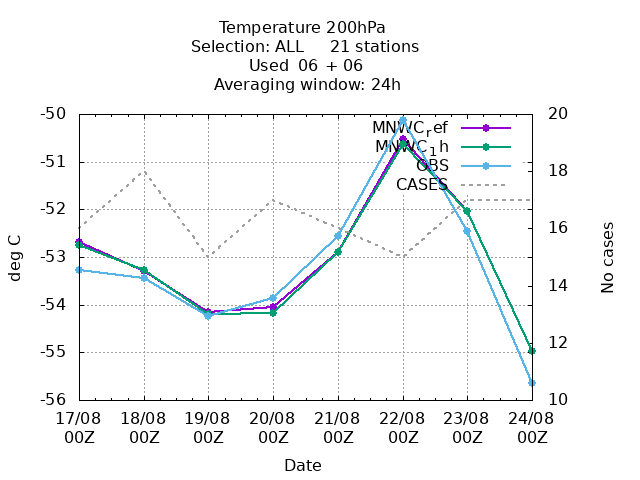 Temperature 200hPa
Selection: ALL 21 stations
Used 06 + 06
Averaging window: 24h
-50
-51
-52
-53
-54
-55
-56
deg C
20
18
16
14
12
10
No cases
MNWCref
MNWC1h
OBS
CASES
17/08 18/08 19/08 20/08 21/08 22/08 23/08 24/08
00Z 00Z 00Z 00Z 00Z 00Z 00Z 00Z
Date